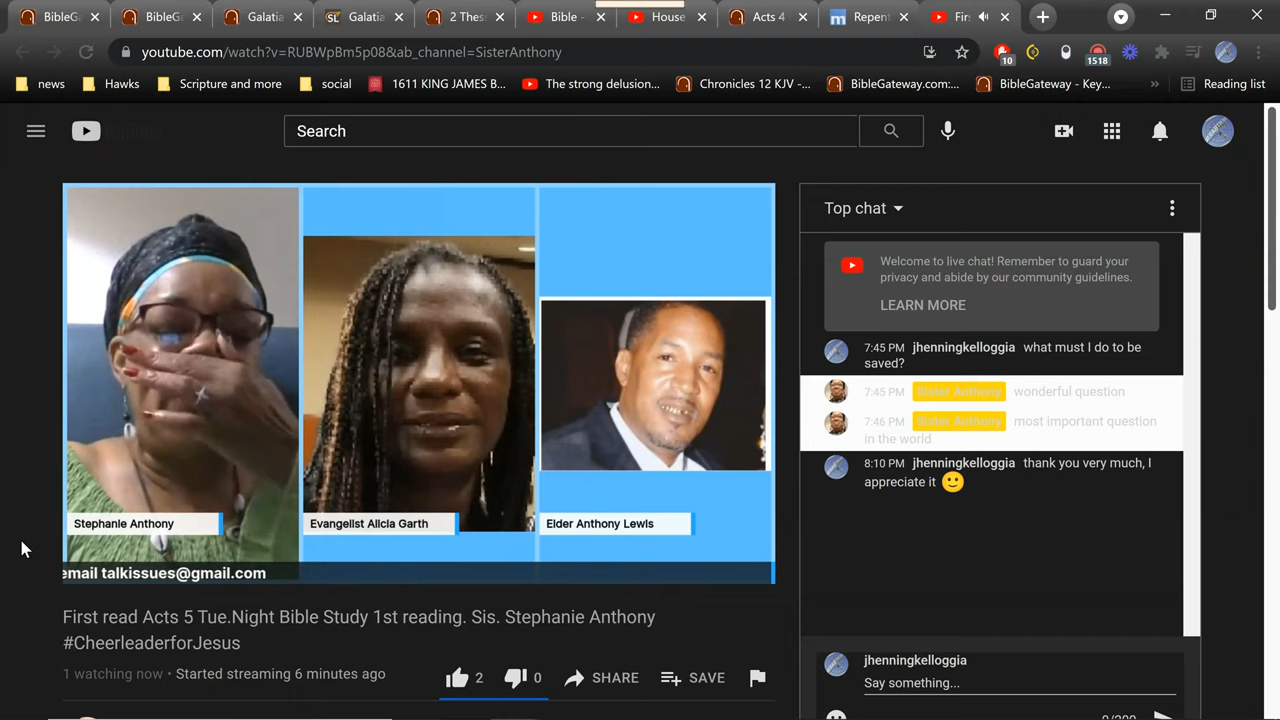 BibleG
BibleG
Galatia
SL Galatia
2 Thess
Bible -
House
Acts 4
m Repent
Firs
youtube.com/watch?v=RUBWpBm5p08&ab_channel=SisterAnthony
10
1518
news Hawks Scripture and more social 1611 KING JAMES B... The strong delusion... Chronicles 12 KJV -... BibleGateway.com:... BibleGateway - Key... » Reading list
Search
Stephanie Anthony
Evangelist Alicia Garth
Elder Anthony Lewis
email talkissues@gmail.com
First read Acts 5 Tue.Night Bible Study 1st reading. Sis. Stephanie Anthony
#CheerleaderforJesus
1 watching now • Started streaming 6 minutes ago
2 0 SHARE SAVE
Top chat
Welcome to live chat! Remember to guard your
privacy and abide by our community guidelines.
LEARN MORE
7:45 PM jhenningkelloggia what must I do to be
saved?
7:45 PM Sister Anthony wonderful question
7:46 PM Sister Anthony most important question
in the world
8:10 PM jhenningkelloggia thank you very much, I
appreciate it
jhenningkelloggia
Say something...